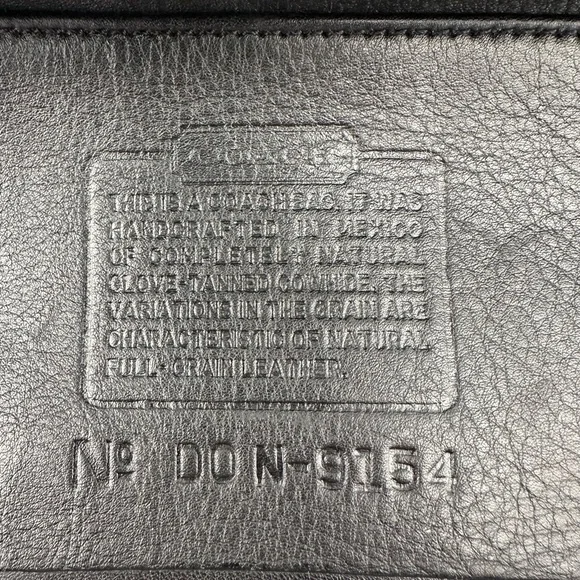 THIS IS A COACH BAG. IT WAS
HANDCRAFTED IN MEXICO
OF COMPLETELY NATURAL
GLOVE-TANNED COWHIDE. THE
VARIATIONS IN THE GRAIN ARE
CHARACTERISTIC OF NATURAL
FULL-GRAIN LEATHER.
Nº DON-9154